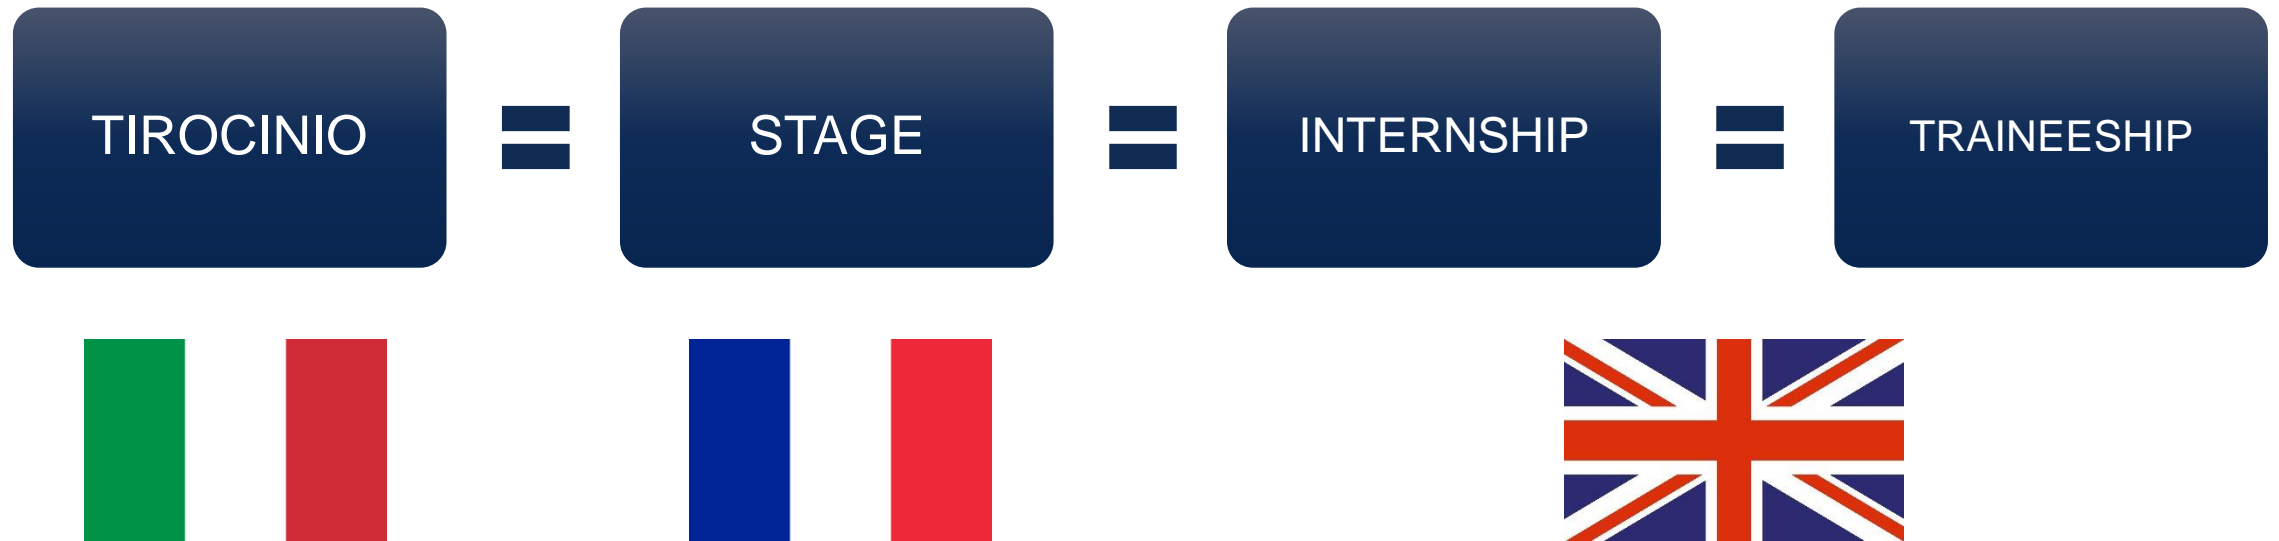 TIROCINIO = STAGE = INTERNSHIP = TRAINEESHIP